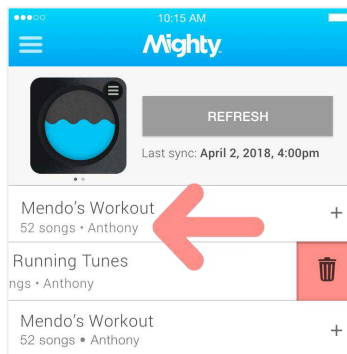 10:15 AM
Mighty
REFRESH
Last sync: April 2, 2018, 4:00pm
Mendo's Workout
52 songs • Anthony
Running Tunes
ngs • Anthony
Mendo's Workout
52 songs • Anthony